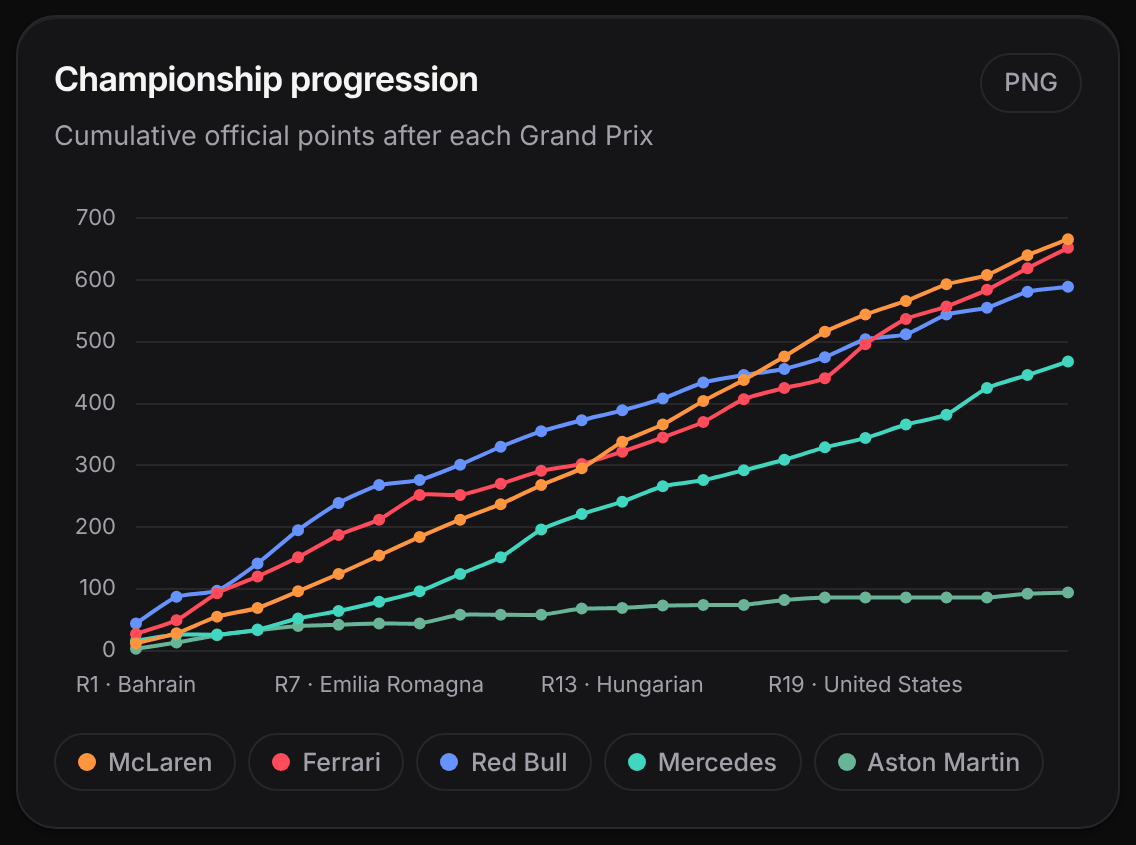 Championship progression
PNG
Cumulative official points after each Grand Prix
700
600
500
400
300
200
100
0
R1 · Bahrain
R7 · Emilia Romagna
R13 · Hungarian
R19 · United States
McLaren
Ferrari
Red Bull
Mercedes
Aston Martin